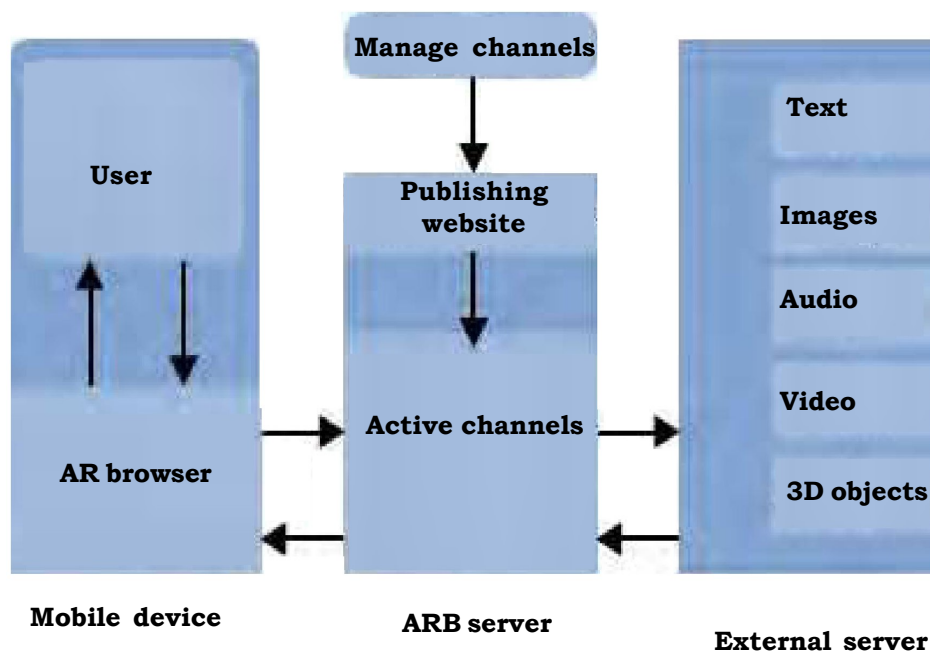 Manage channels
User
Publishing
website
AR browser
Active channels
Text
Images
Audio
Video
3D objects
Mobile device
ARB server
External server